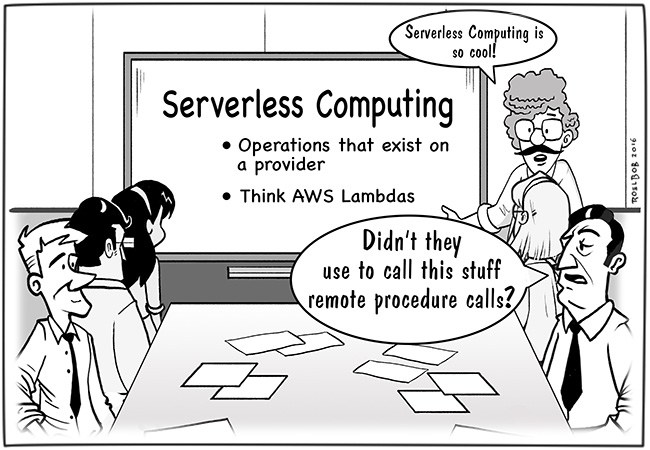 Serverless Computing is
so cool!
Serverless Computing
• Operations that exist on
a provider
• Think AWS Lambdas
Didn't they
use to call this stuff
remote procedure calls?
©ROLLBOB 2016